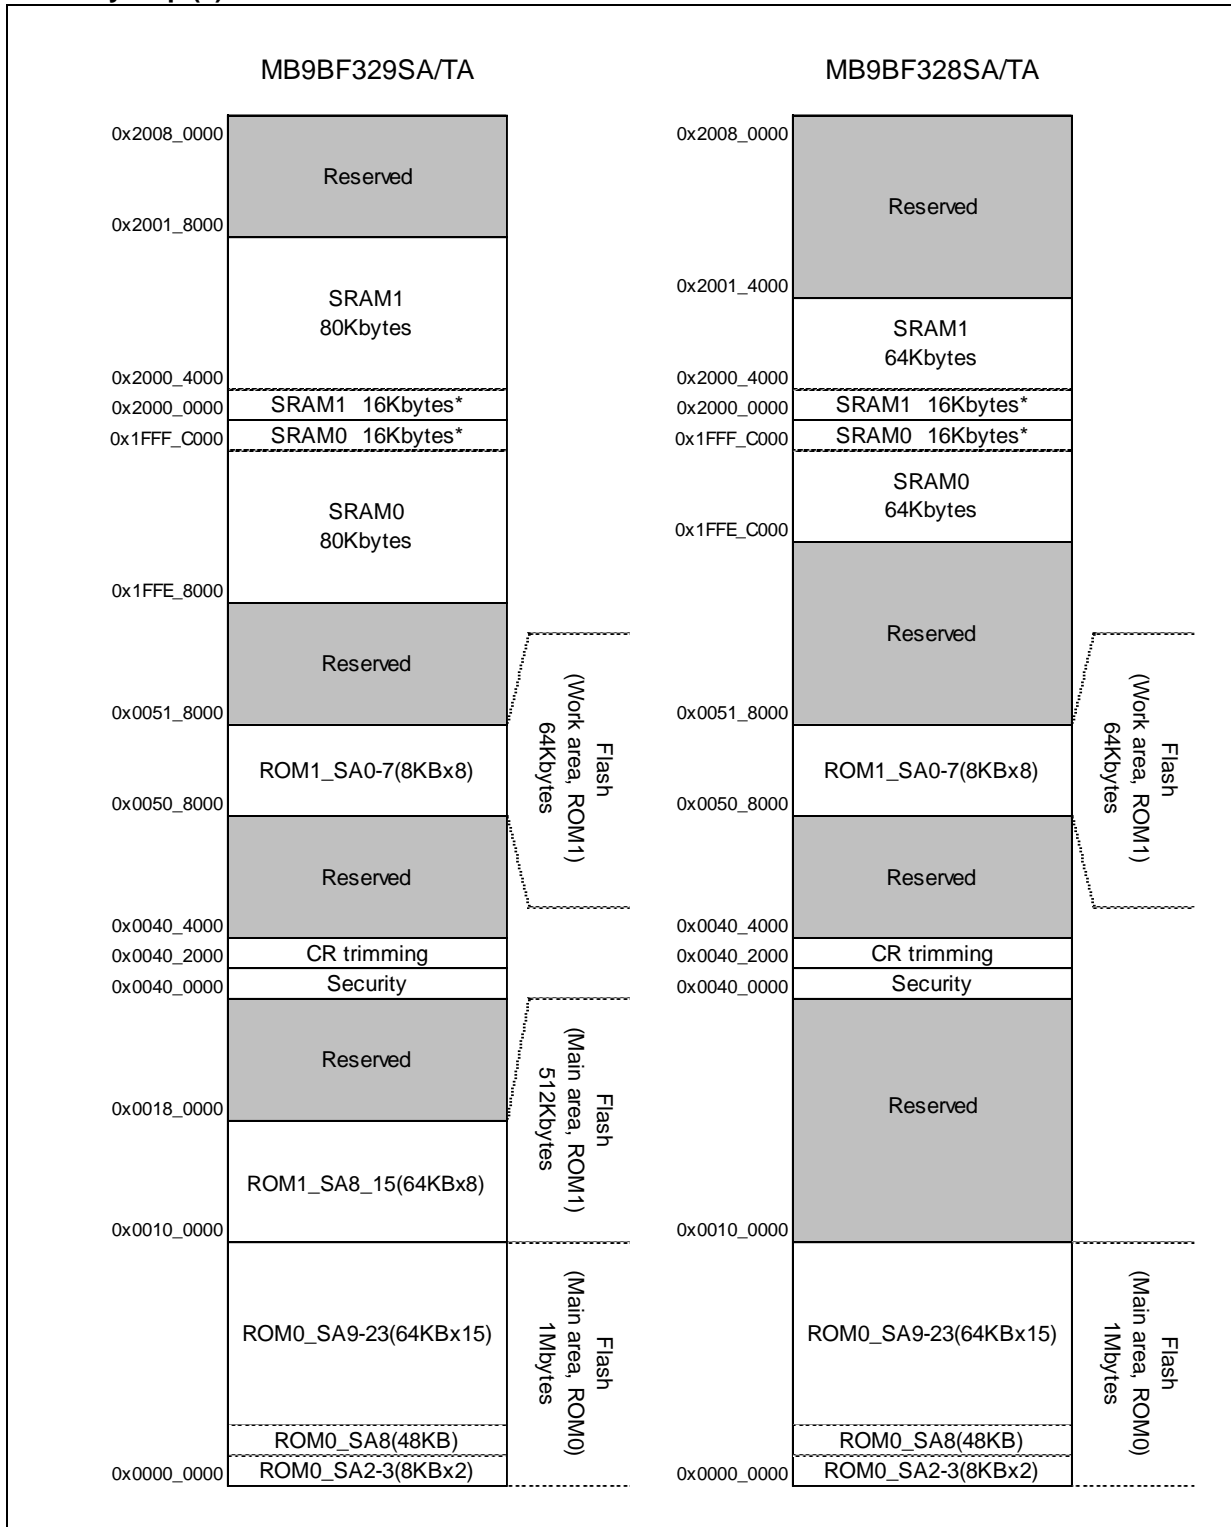 MB9BF329SA/TA
0x2008_0000
Reserved
0x2001_8000
SRAM1
80Kbytes
0x2000_4000
SRAM1 16Kbytes*
0x2000_0000
SRAM0 16Kbytes*
0x1FFF_C000
SRAM0
80Kbytes
0x1FFE_8000
Reserved
0x0051_8000
ROM1_SA0-7(8KBx8)
0x0050_8000
Flash
(Work area, ROM1)
64Kbytes
Reserved
0x0040_4000
CR trimming
0x0040_2000
Security
0x0040_0000
Reserved
0x0018_0000
Flash
(Main area, ROM1)
512Kbytes
ROM1_SA8_15(64KBx8)
0x0010_0000
ROM0_SA9-23(64KBx15)
Flash
(Main area, ROM0)
1Mbytes
ROM0_SA8(48KB)
ROM0_SA2-3(8KBx2)
0x0000_0000
MB9BF328SA/TA
0x2008_0000
Reserved
0x2001_4000
SRAM1
64Kbytes
0x2000_4000
SRAM1 16Kbytes*
0x2000_0000
SRAM0 16Kbytes*
0x1FFF_C000
SRAM0
64Kbytes
0x1FFE_C000
Reserved
0x0051_8000
ROM1_SA0-7(8KBx8)
0x0050_8000
Flash
(Work area, ROM1)
64Kbytes
Reserved
0x0040_4000
CR trimming
0x0040_2000
Security
0x0040_0000
Reserved
0x0010_0000
ROM0_SA9-23(64KBx15)
Flash
(Main area, ROM0)
1Mbytes
ROM0_SA8(48KB)
ROM0_SA2-3(8KBx2)
0x0000_0000